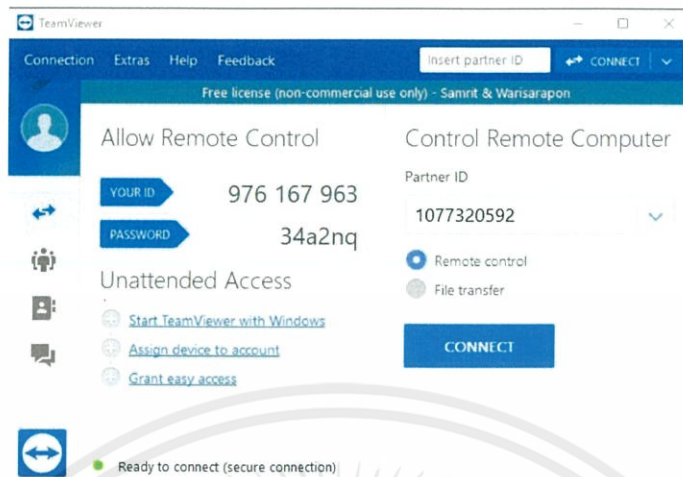 TeamViewer
Connection Extras Help Feedback Insert partner ID CONNECT
Free license (non-commercial use only) - Samrit & Warisarapon
Allow Remote Control
YOUR ID 976 167 963
PASSWORD 34a2nq
Unattended Access
Start TeamViewer with Windows
Assign device to account
Grant easy access
Control Remote Computer
Partner ID
1077320592
Remote control
File transfer
CONNECT
Ready to connect (secure connection)